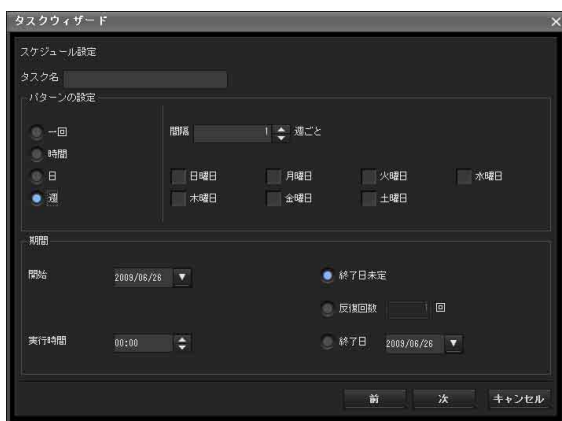 タスクウィザード
スケジュール設定
タスク名
パターンの設定
一回
時間
日
週
間隔 1 週ごと
日曜日 月曜日 火曜日 水曜日
木曜日 金曜日 土曜日
期間
開始 2009/06/26
終了日未定
反復回数 1 回
実行時間 00:00
終了日 2009/06/26
前 次 キャンセル